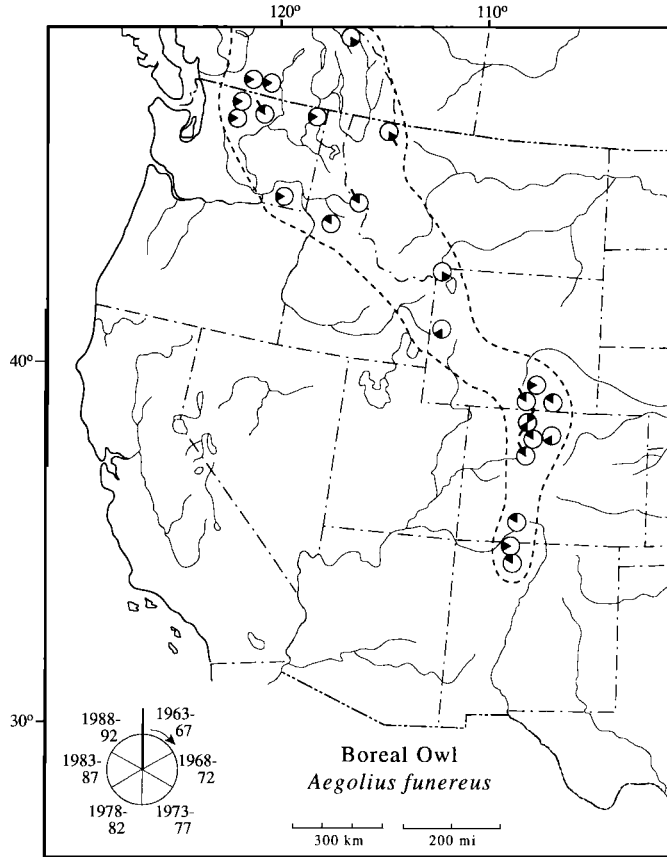 120º
110º
40º
30º
1988-
92
1963-
67
1983-
87
1968-
72
1978-
82
1973-
77
Boreal Owl
Aegolius funereus
300 km
200 mi